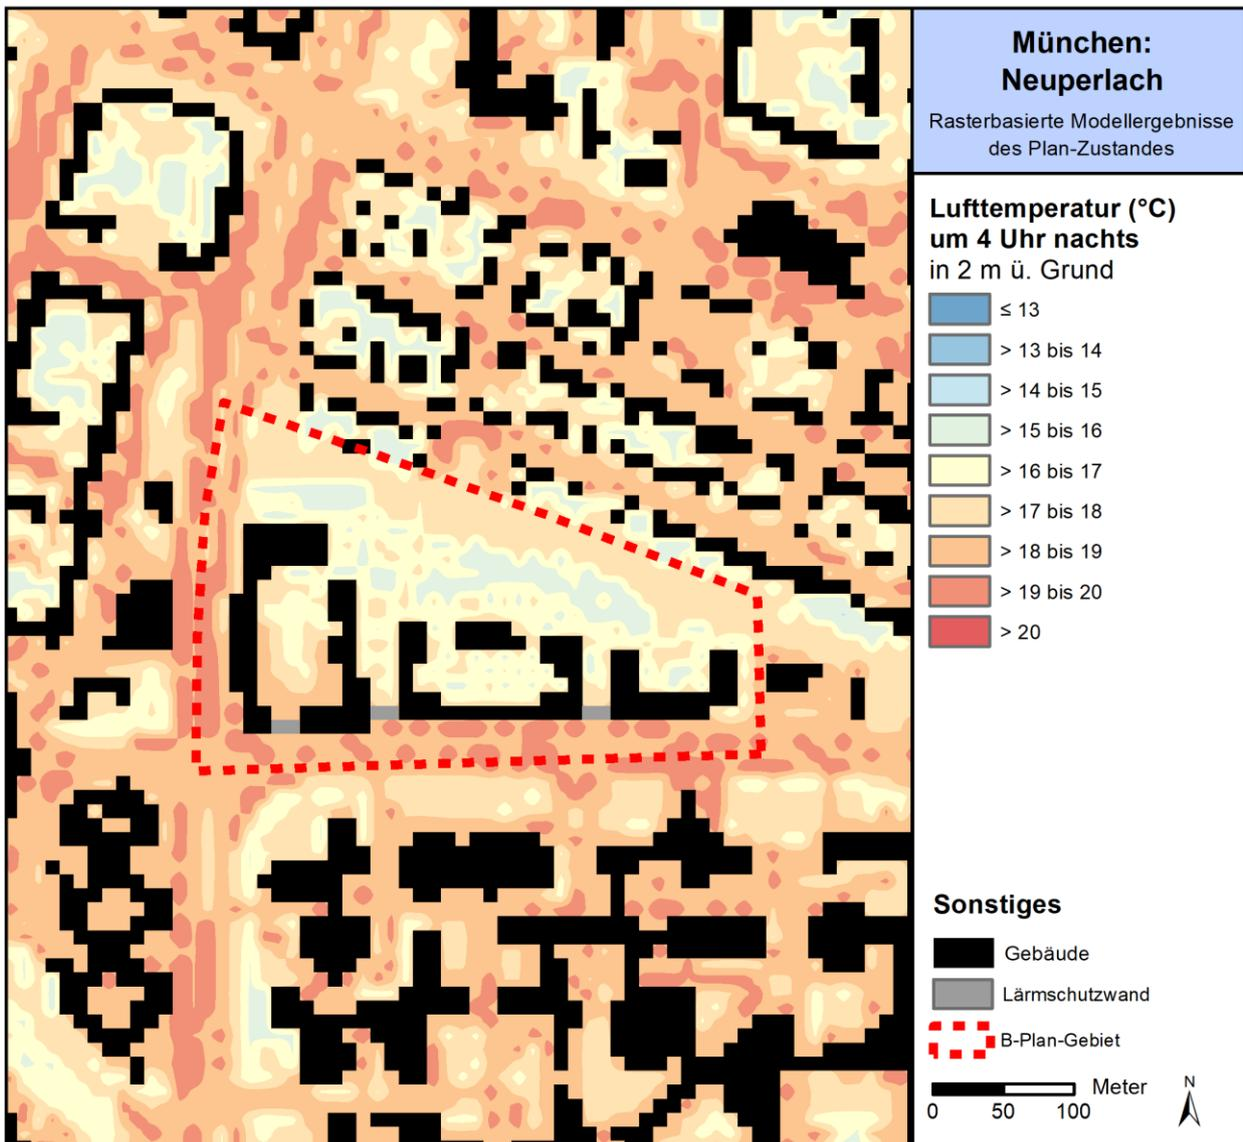 München:
Neuperlach
Rasterbasierte Modellergebnisse
des Plan-Zustandes
Lufttemperatur (°C)
um 4 Uhr nachts
in 2 m ü. Grund
≤ 13
> 13 bis 14
> 14 bis 15
> 15 bis 16
> 16 bis 17
> 17 bis 18
> 18 bis 19
> 19 bis 20
> 20
Sonstiges
Gebäude
Lärmschutzwand
B-Plan-Gebiet
Meter
0 50 100
N